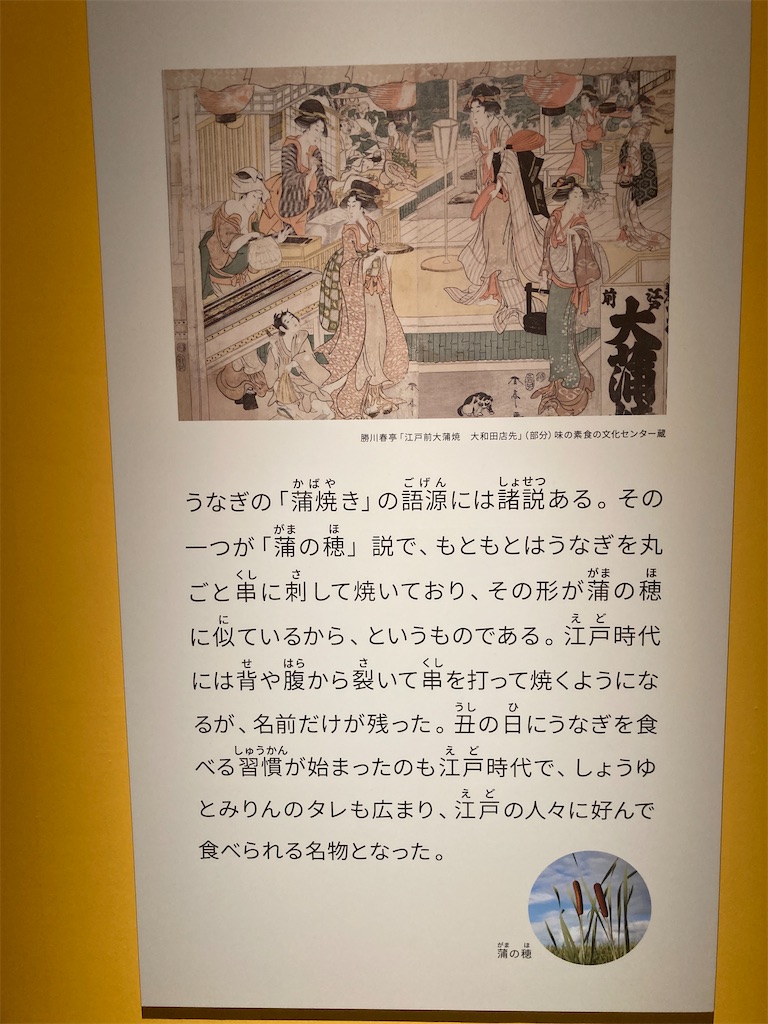 江戸
前
大蒲
勝川春亭「江戸前大蒲焼　大和田店先」（部分）味の素食の文化センター蔵
うなぎの「蒲焼き」の語源には諸説ある。その
一つが「蒲の穂」説で、もともとはうなぎを丸
ごと串に刺して焼いており、その形が蒲の穂
に似ているから、というものである。江戸時代
には背や腹から裂いて串を打って焼くようにな
るが、名前だけが残った。丑の日にうなぎを食
べる習慣が始まったのも江戸時代で、しょうゆ
とみりんのタレも広まり、江戸の人々に好んで
食べられる名物となった。
蒲の穂